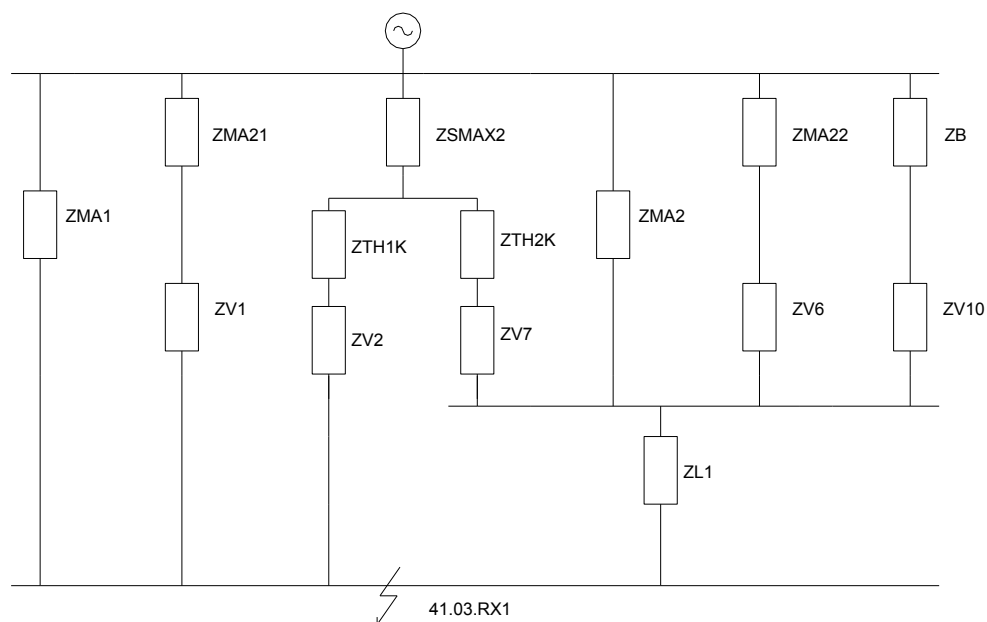 ZMA21
ZSMAX2
ZMA22
ZB
ZMA1
ZTH1K
ZTH2K
ZMA2
ZV1
ZV2
ZV7
ZV6
ZV10
ZL1
41.03.RX1